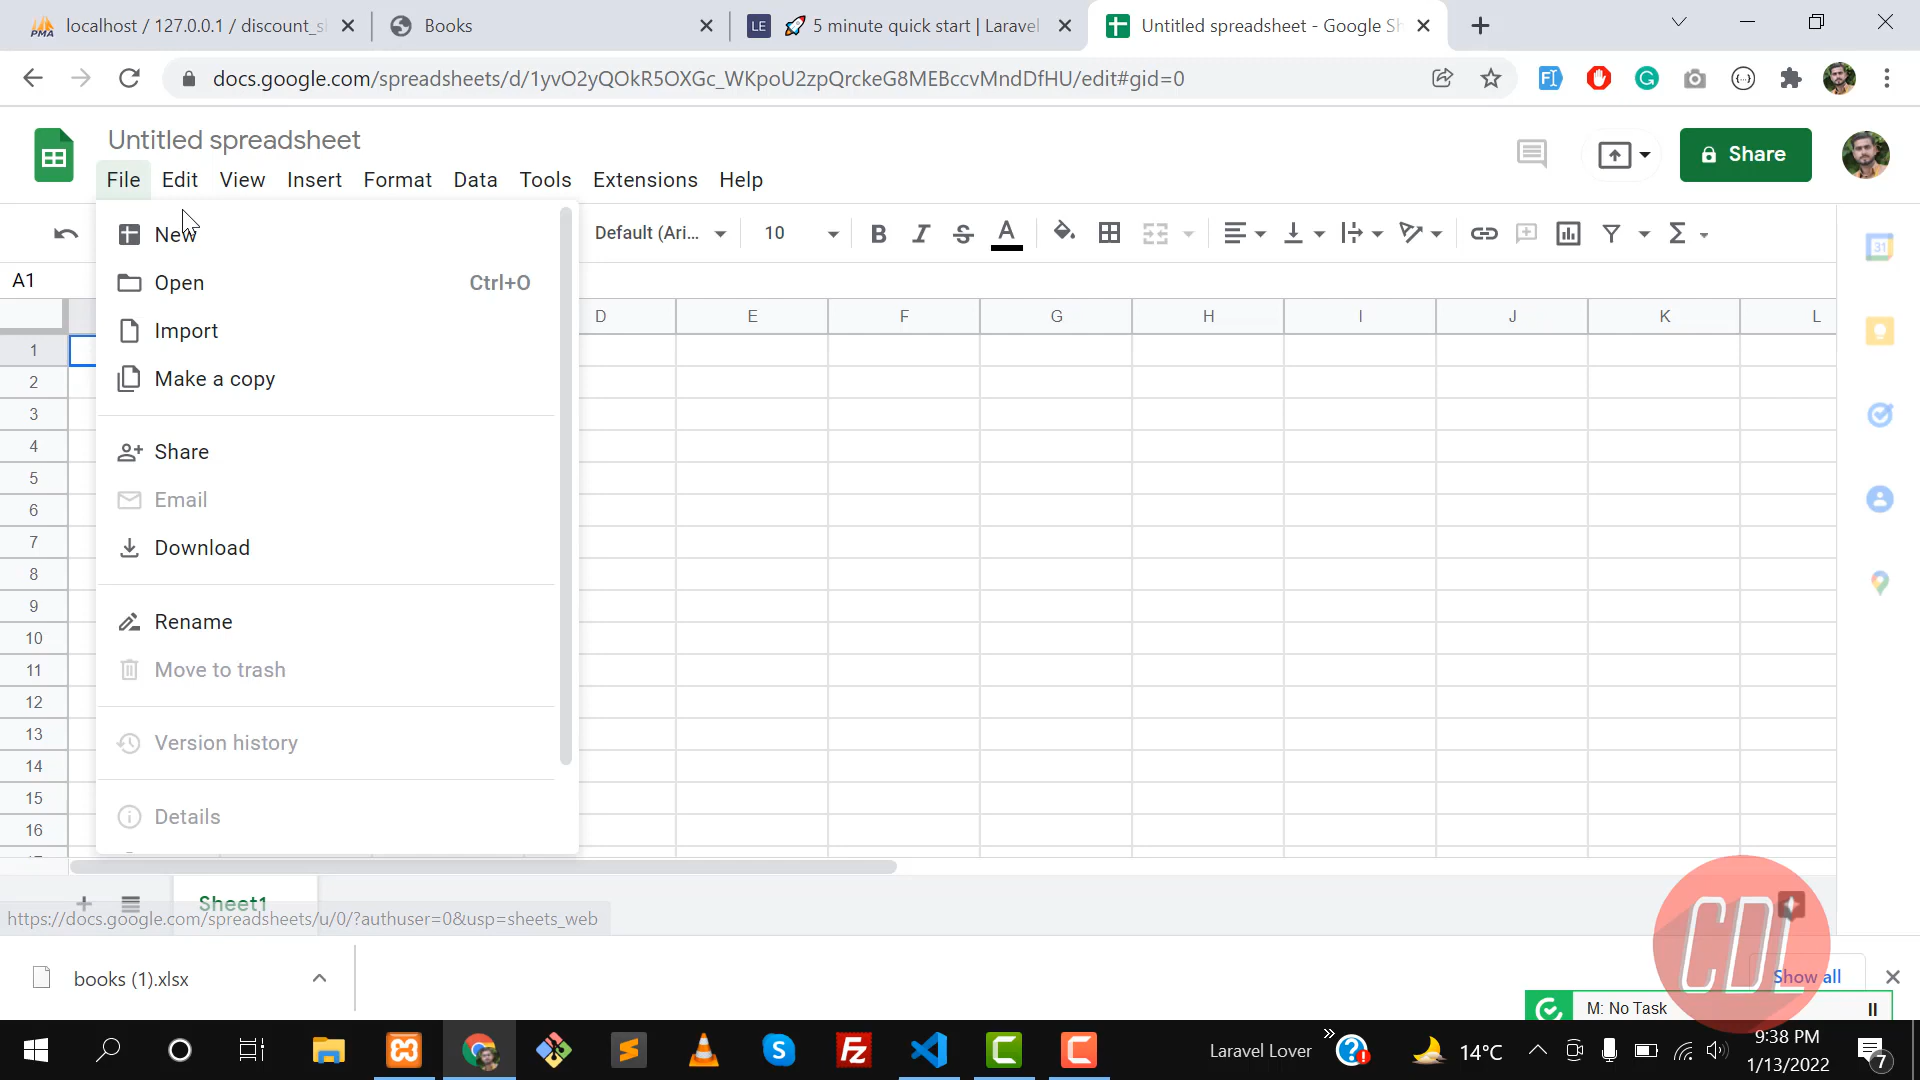 localhost / 127.0.0.1 / discount_s
Books
LE 🚀 5 minute quick start | Laravel
Untitled spreadsheet - Google Sh
docs.google.com/spreadsheets/d/1yvO2yQOkR5OXGc_WKpoU2zpQrckeG8MEBccvMndDfHU/edit#gid=0
Untitled spreadsheet
File Edit View Insert Format Data Tools Extensions Help
Share
New
Open Ctrl+O
Import
Make a copy
Share
Email
Download
Rename
Move to trash
Version history
Details
Default (Ari... 10
A1
D E F G H I J K L
1
2
3
4
5
6
7
8
9
10
11
12
13
14
15
16
31
Sheet1
https://docs.google.com/spreadsheets/u/0/?authuser=0&usp=sheets_web
books (1).xlsx
Show all
CDL
M: No Task
Laravel Lover
14°C
9:38 PM
1/13/2022
7